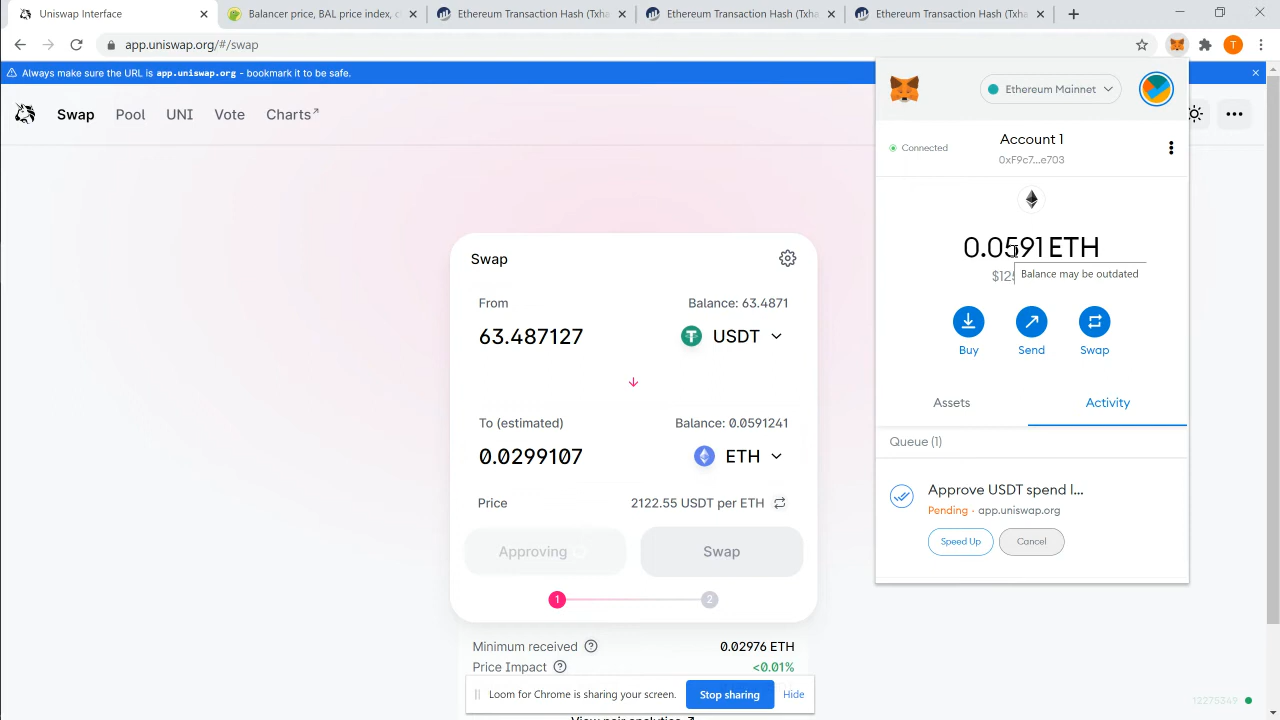 Uniswap Interface
Balancer price, BAL price index, c
Ethereum Transaction Hash (Txha
Ethereum Transaction Hash (Txha
Ethereum Transaction Hash (Txha
app.uniswap.org/#/swap
T
Always make sure the URL is app.uniswap.org - bookmark it to be safe.
Swap
Pool
UNI
Vote
Charts↗
Ethereum Mainnet
Connected
Account 1
0xF9c7...e703
0.0591 ETH
$125
Balance may be outdated
Buy
Send
Swap
Assets
Activity
Queue (1)
Approve USDT spend l...
Pending · app.uniswap.org
Speed Up
Cancel
Swap
From
Balance: 63.4871
63.487127
USDT
To (estimated)
Balance: 0.0591241
0.0299107
ETH
Price
2122.55 USDT per ETH
Approving
Swap
1
2
Minimum received
0.02976 ETH
Price Impact
<0.01%
Loom for Chrome is sharing your screen.
Stop sharing
Hide
View pair analytics ↗
12275349